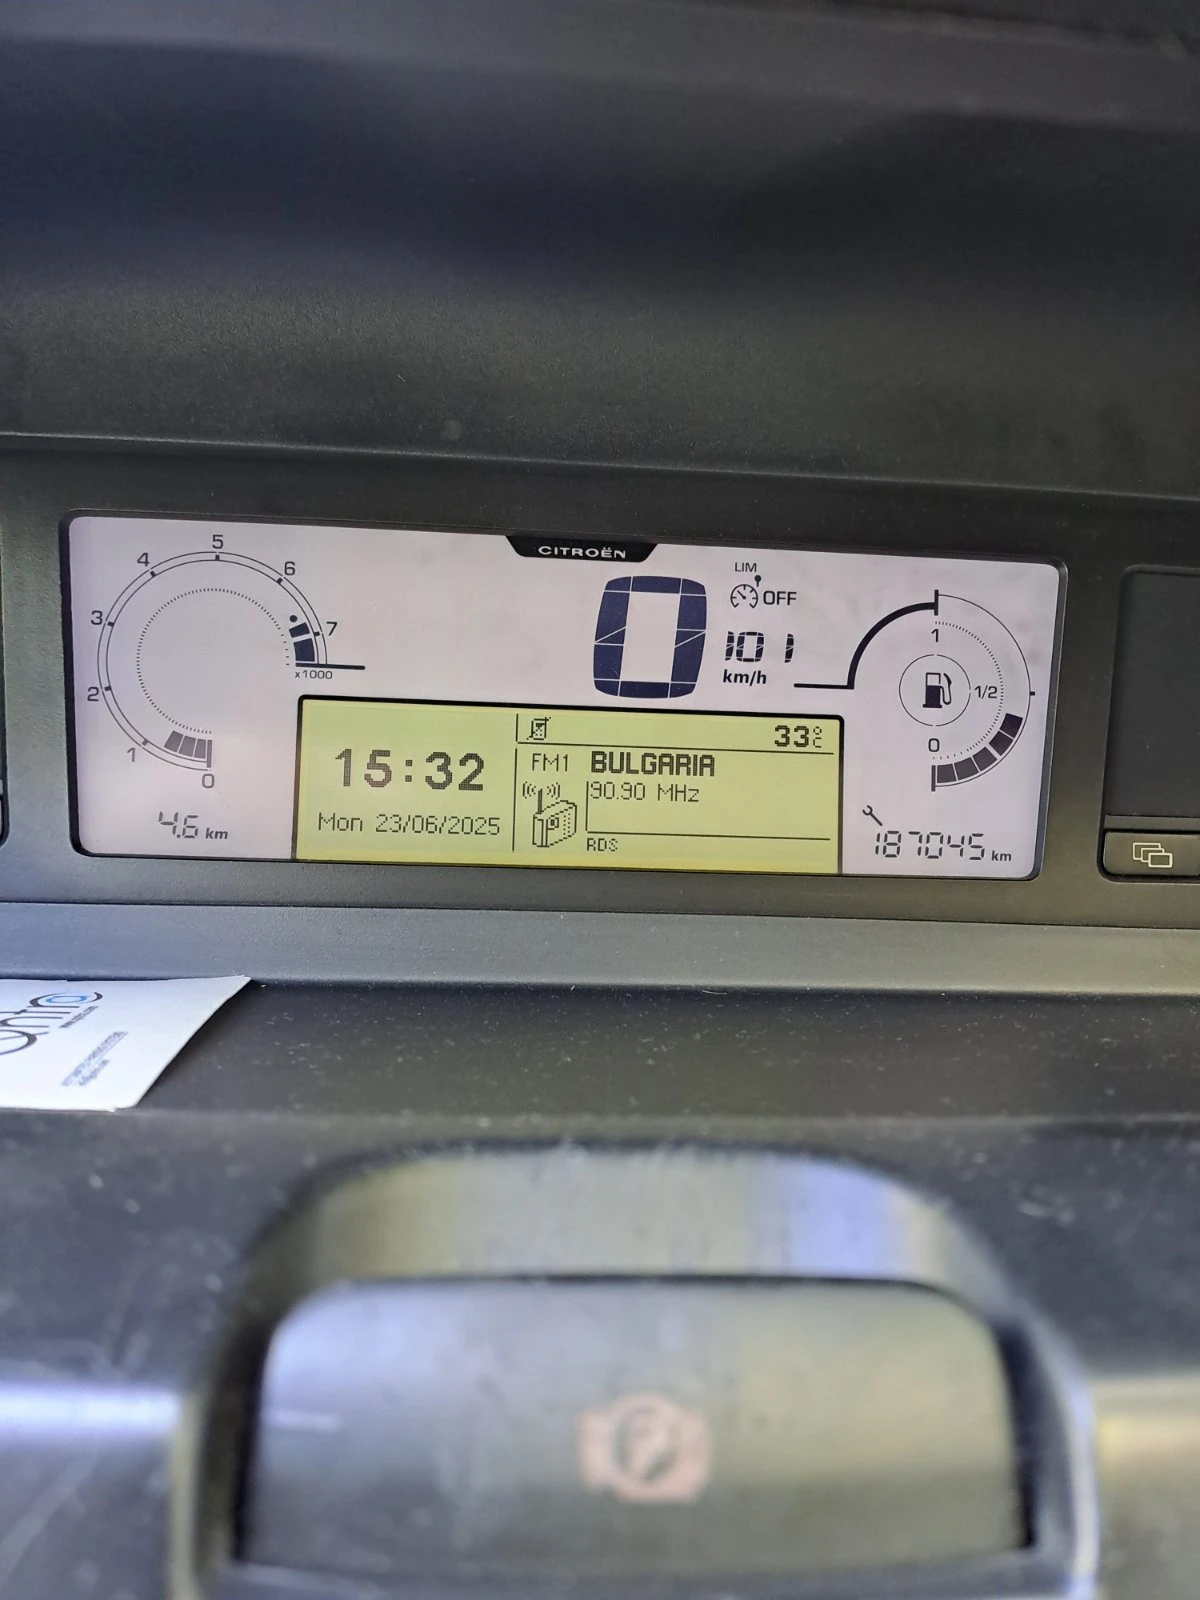 CITROËN
LIM
OFF
0
101
km/h
5
4
6
3
7
2
x1000
1
0
4.6 km
1
1/2
0
187045 km
15:32
Mon 23/06/2025
33°C
FM1 BULGARIA
90.90 MHz
RDS